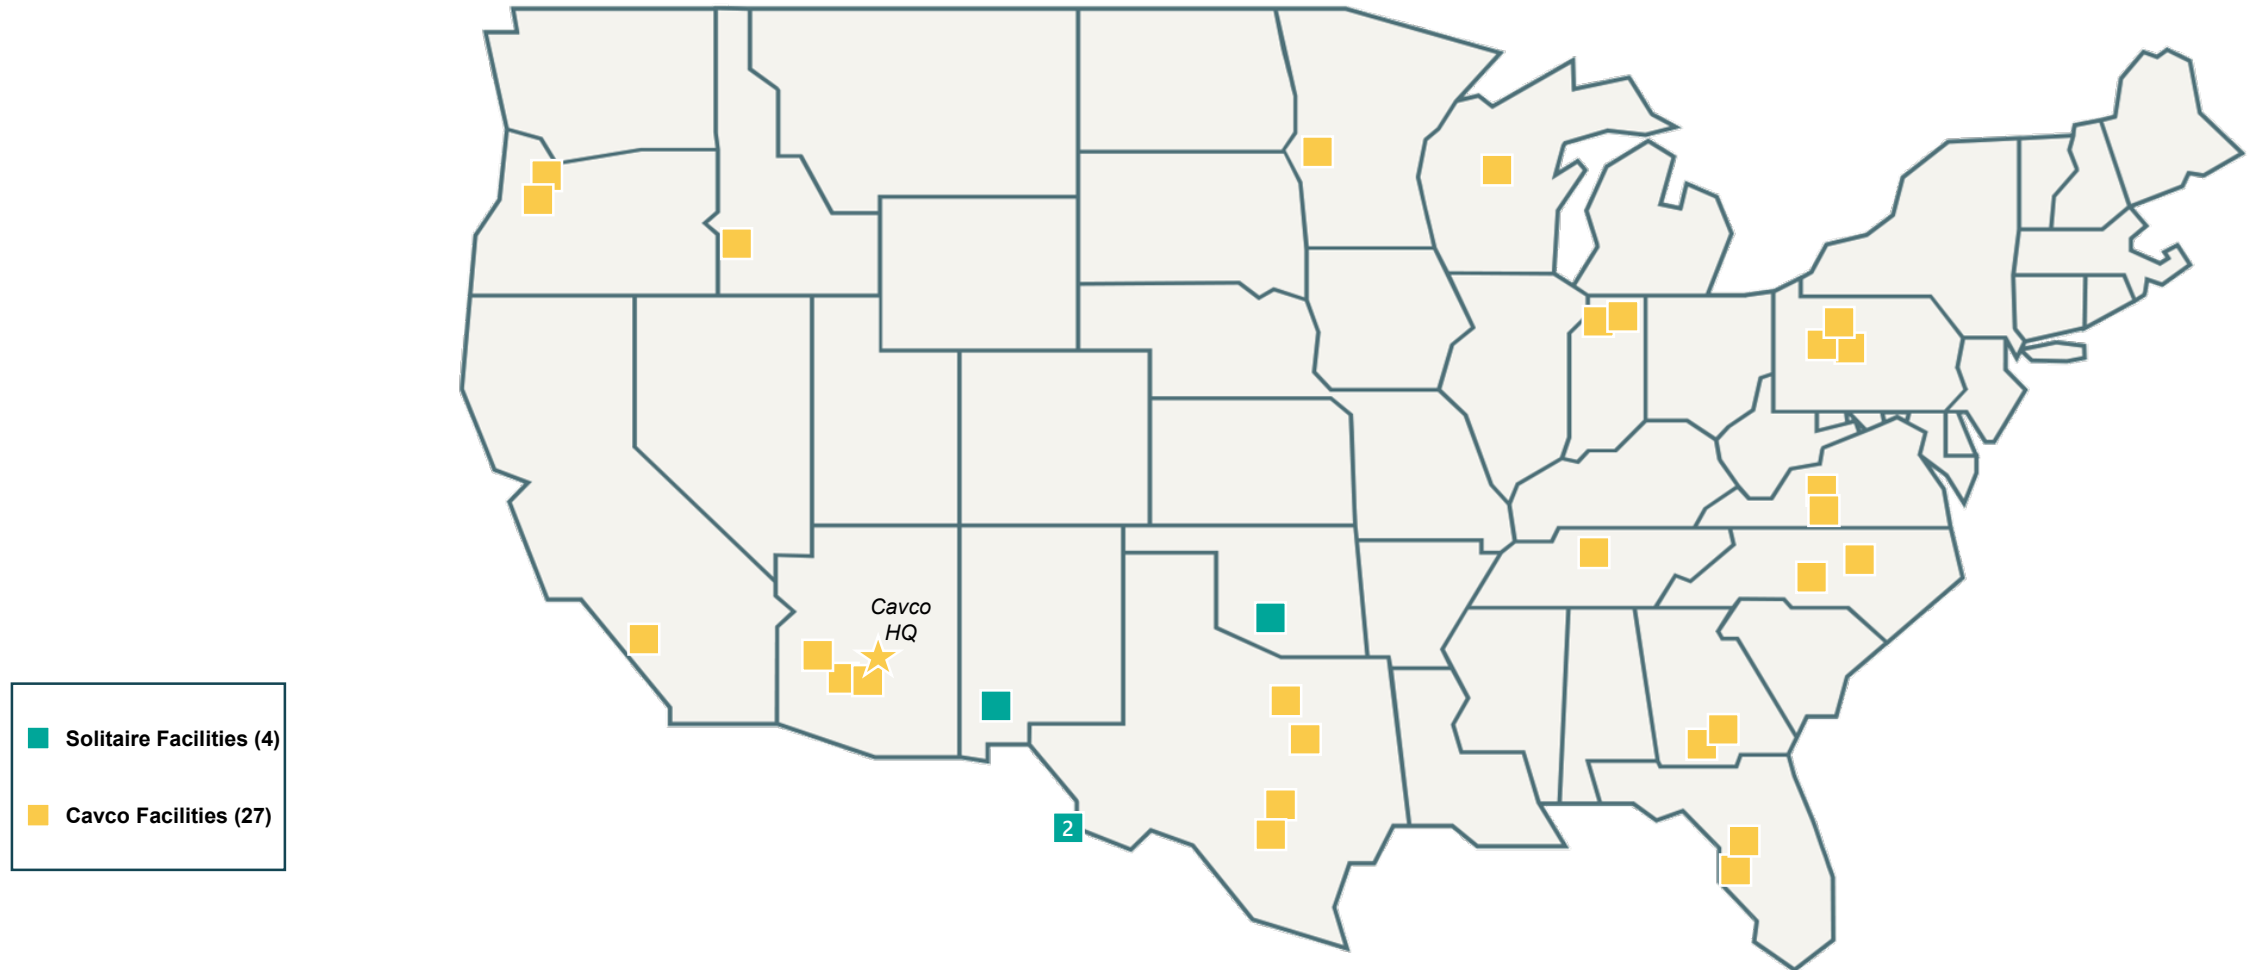 Cavco
HQ
Solitaire Facilities (4)
Cavco Facilities (27)
2